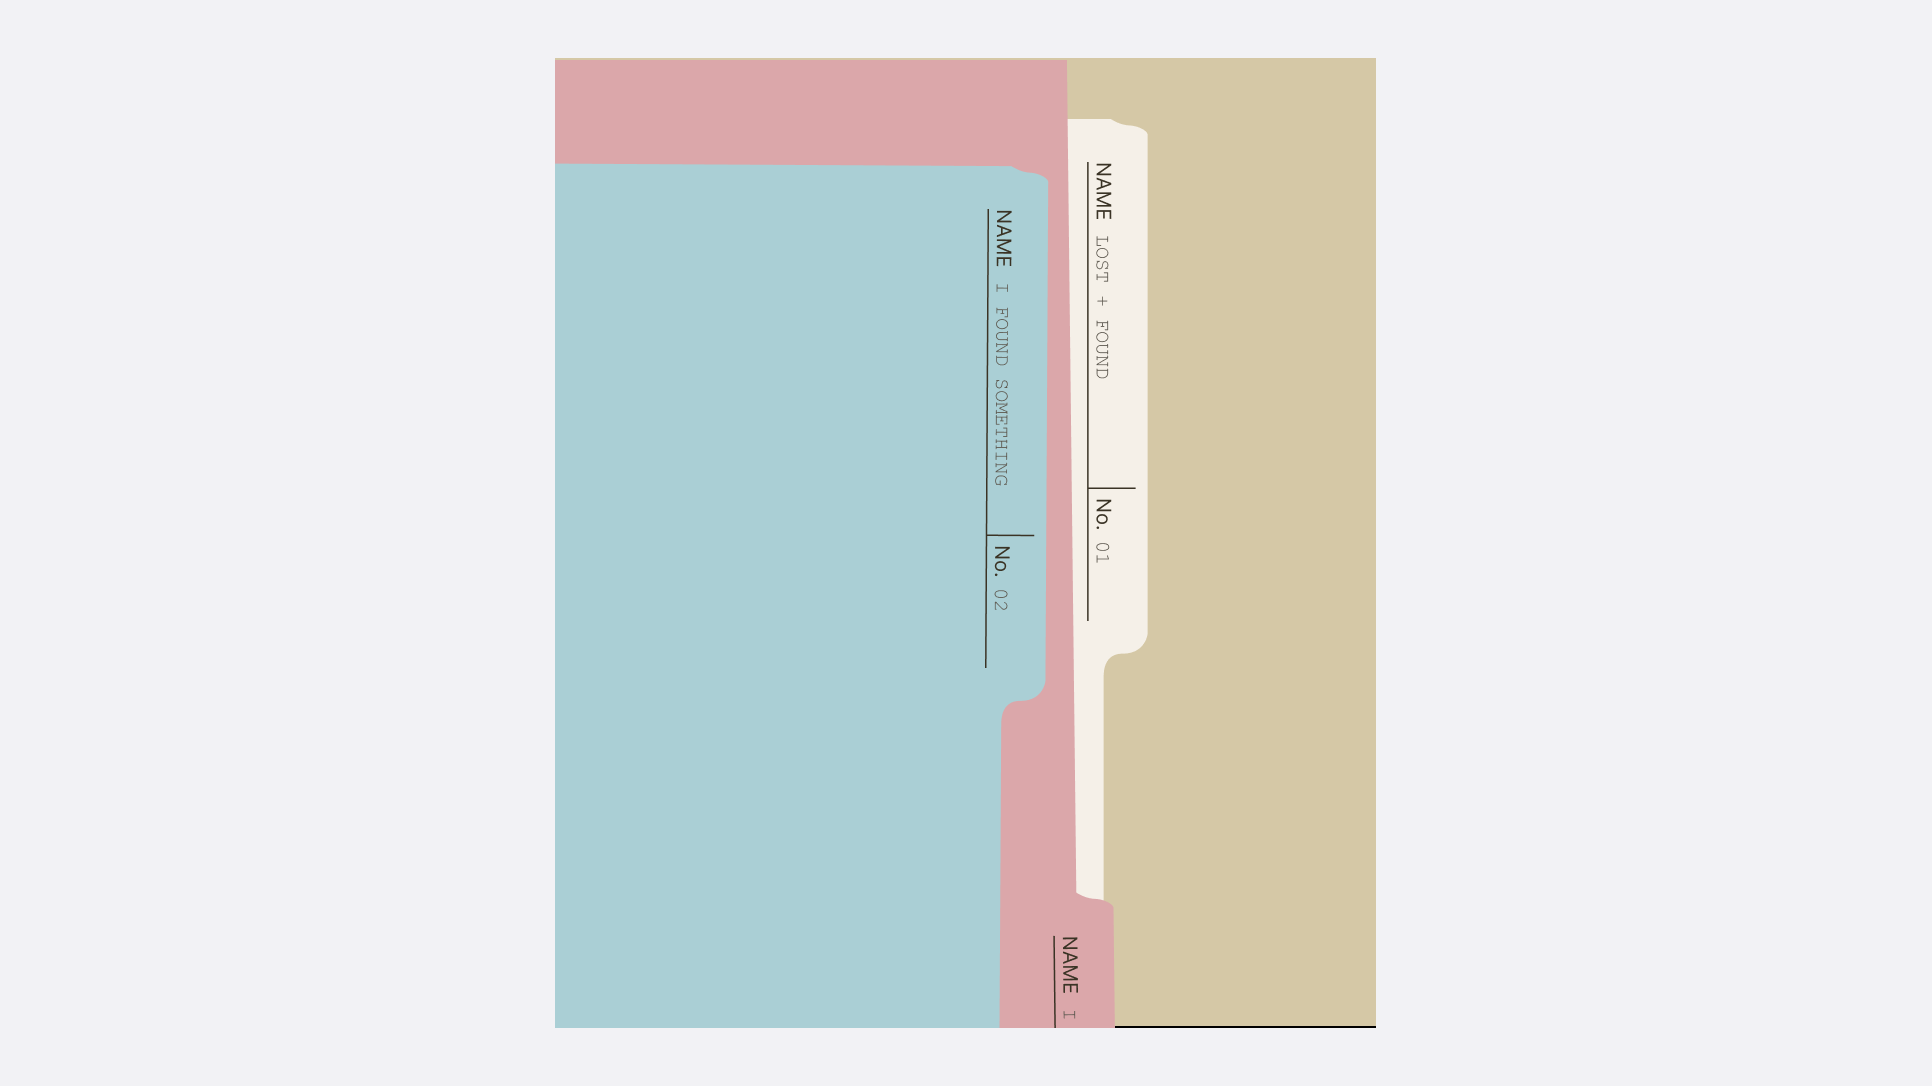 NAME LOST + FOUND
No. 01
NAME I FOUND SOMETHING
No. 02
NAME I